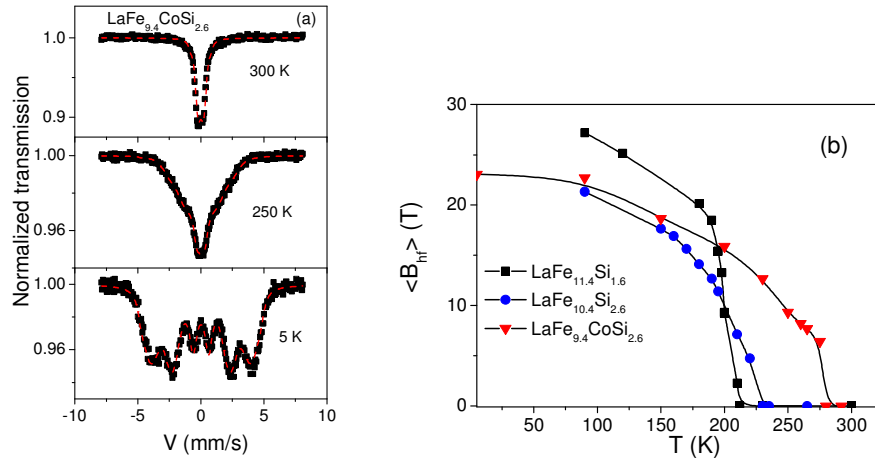 LaFe9.4CoSi2.6 (a)
1.0
300 K
0.9
1.00
250 K
0.96
1.00
5 K
0.96
-10 -5 0 5 10
V (mm/s)
Normalized transmission
30
(b)
20
10
0
<Bhf> (T)
LaFe11.4Si1.6
LaFe10.4Si2.6
LaFe9.4CoSi2.6
50 100 150 200 250 300
T (K)